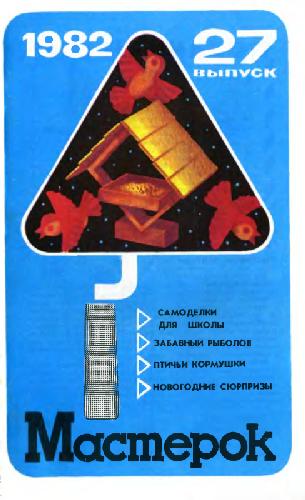 1982 27
ВЫПУСК
САМОДЕЛКИ
ДЛЯ ШКОЛЫ
ЗАБАВНЫЙ РЫБОЛОВ
ПТИЧЬИ КОРМУШКИ
НОВОГОДНИЕ СЮРПРИЗЫ
Мастерок